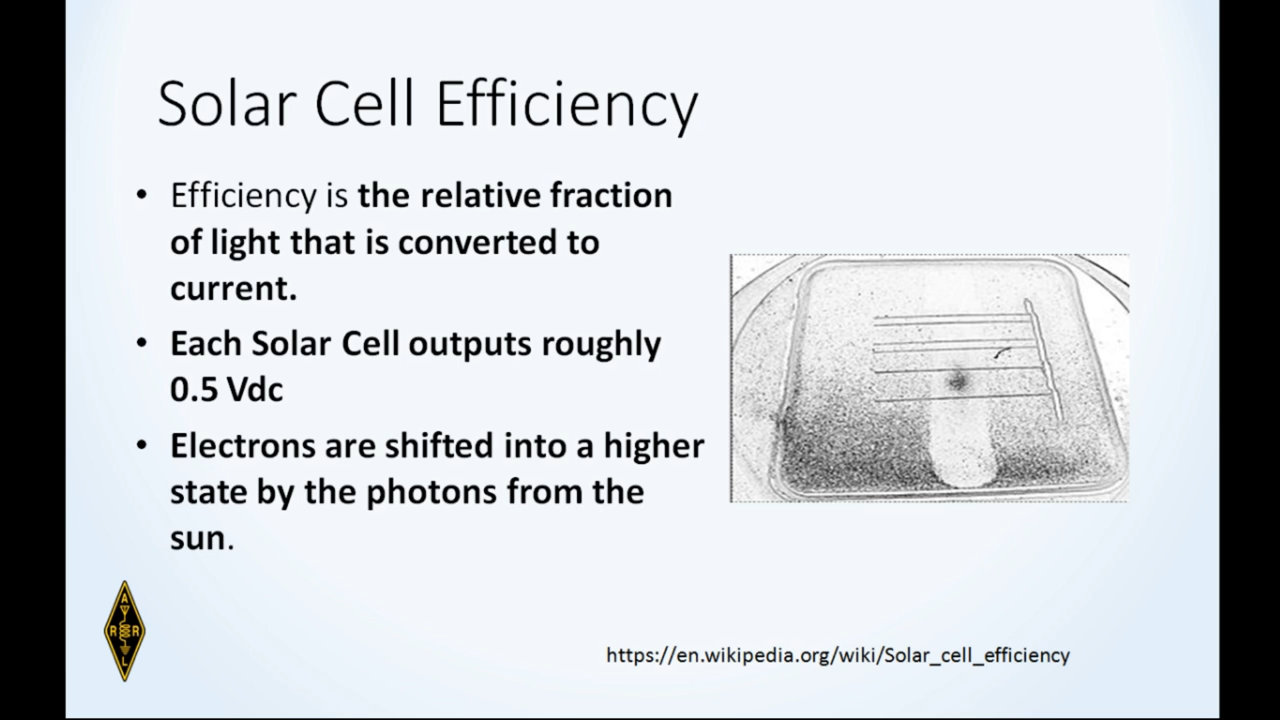 Solar Cell Efficiency
• Efficiency is the relative fraction
of light that is converted to
current.
• Each Solar Cell outputs roughly
0.5 Vdc
• Electrons are shifted into a higher
state by the photons from the
sun.
A
R R
L
https://en.wikipedia.org/wiki/Solar_cell_efficiency